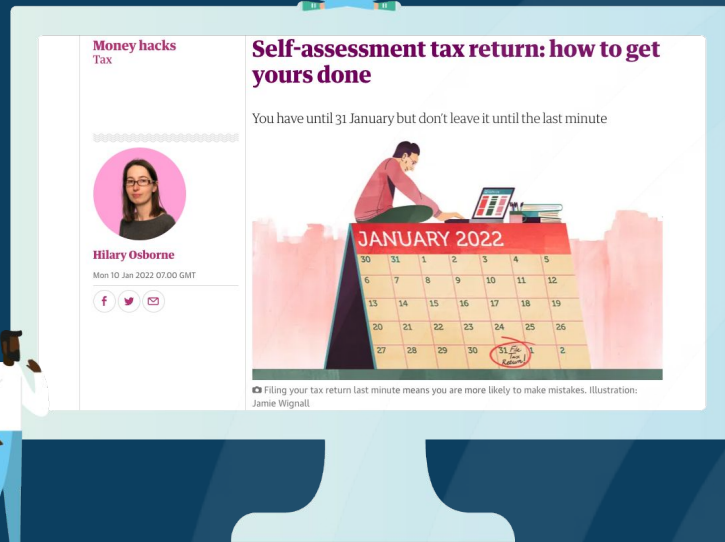 Money hacks
Tax
Self-assessment tax return: how to get
yours done
You have until 31 January but don't leave it until the last minute
Hilary Osborne
Mon 10 Jan 2022 07.00 GMT
JANUARY 2022
30 31 1 2 3 4 5
6 7 8 9 10 11 12
13 14 15 16 17 18 19
20 21 22 23 24 25 26
27 28 29 30 31 File Tax Return! 1 2
Filing your tax return last minute means you are more likely to make mistakes. Illustration:
Jamie Wignall